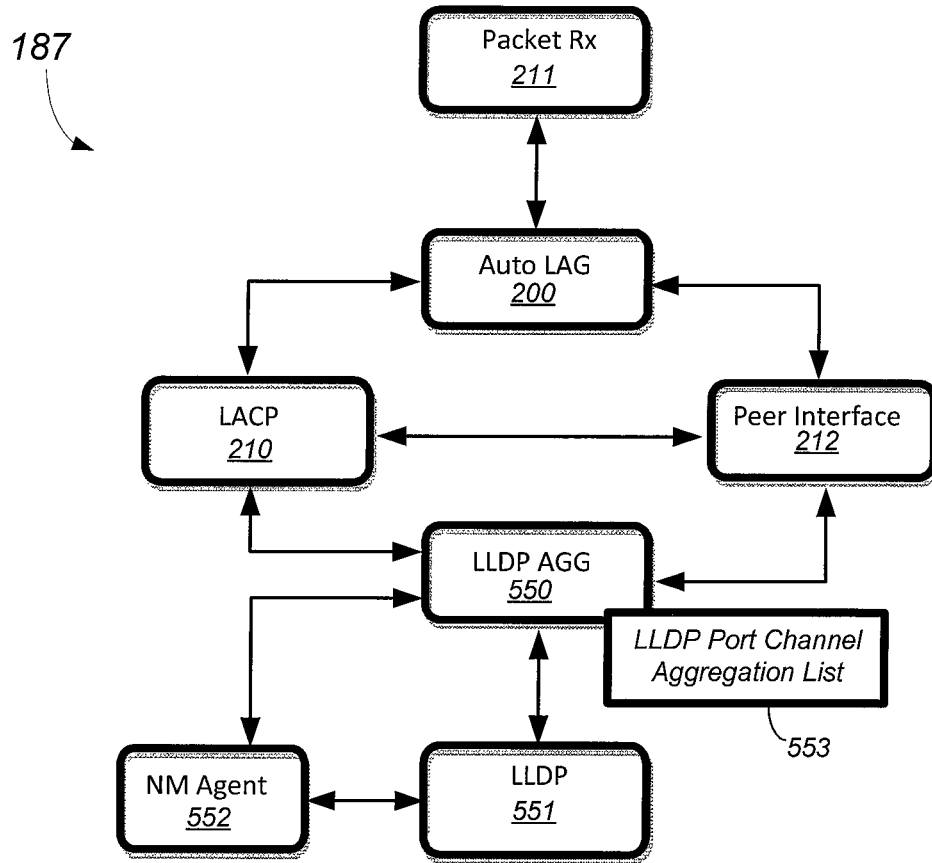 187
Packet Rx
211
Auto LAG
200
LACP
210
Peer Interface
212
LLDP AGG
550
LLDP Port Channel
Aggregation List
553
NM Agent
552
LLDP
551